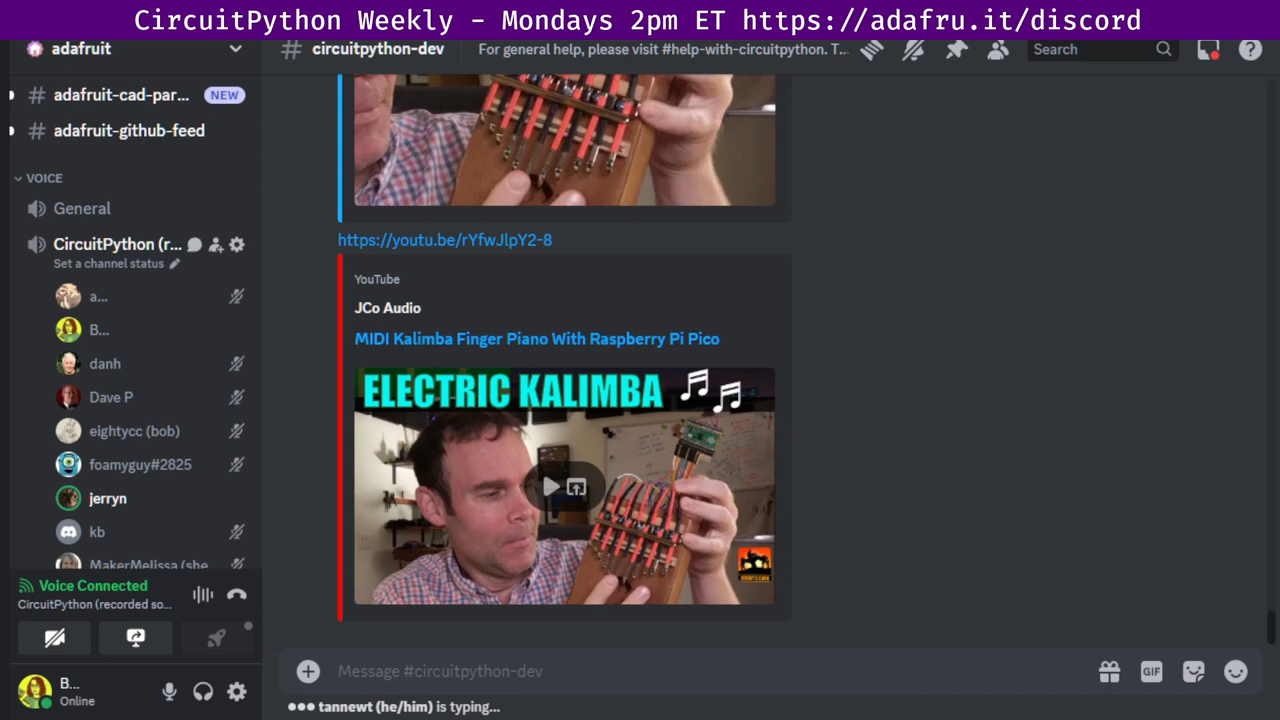 CircuitPython Weekly - Mondays 2pm ET https://adafru.it/discord
adafruit
# circuitpython-dev
For general help, please visit #help-with-circuitpython. T...
Search
# adafruit-cad-par...
NEW
# adafruit-github-feed
VOICE
General
CircuitPython (r...
Set a channel status
a...
B...
danh
Dave P
eightycc (bob)
foamyguy#2825
jerryn
kb
MakerMelissa (she
Voice Connected
CircuitPython (recorded so...
B...
Online
https://youtu.be/rYfwJlpY2-8
YouTube
JCo Audio
MIDI Kalimba Finger Piano With Raspberry Pi Pico
ELECTRIC KALIMBA
Message #circuitpython-dev
GIF
tannewt (he/him) is typing...